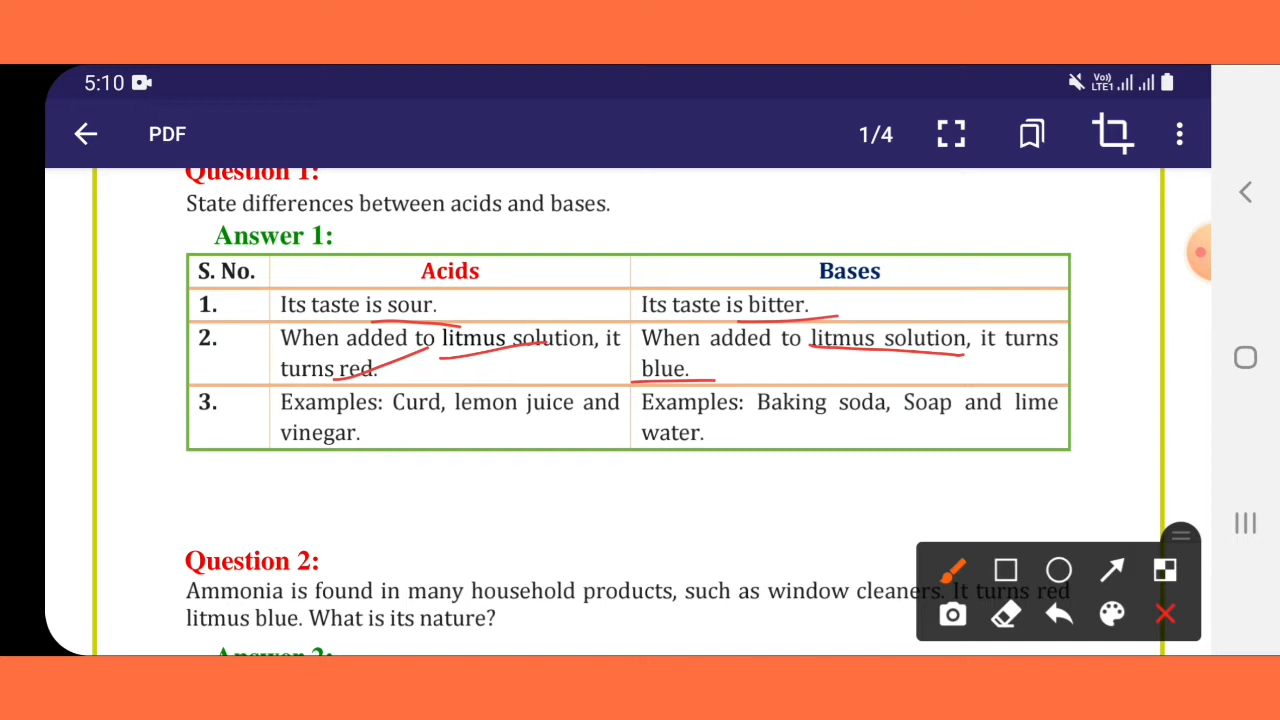 5:10
Vo))
LTE1
PDF
1/4
Question 1:
State differences between acids and bases.
Answer 1:
S. No. Acids Bases
1. Its taste is sour. Its taste is bitter.
2. When added to litmus solution, it When added to litmus solution, it turns
turns red. blue.
3. Examples: Curd, lemon juice and Examples: Baking soda, Soap and lime
vinegar. water.
Question 2:
Ammonia is found in many household products, such as window cleaners. It turns red
litmus blue. What is its nature?
Answer 2: